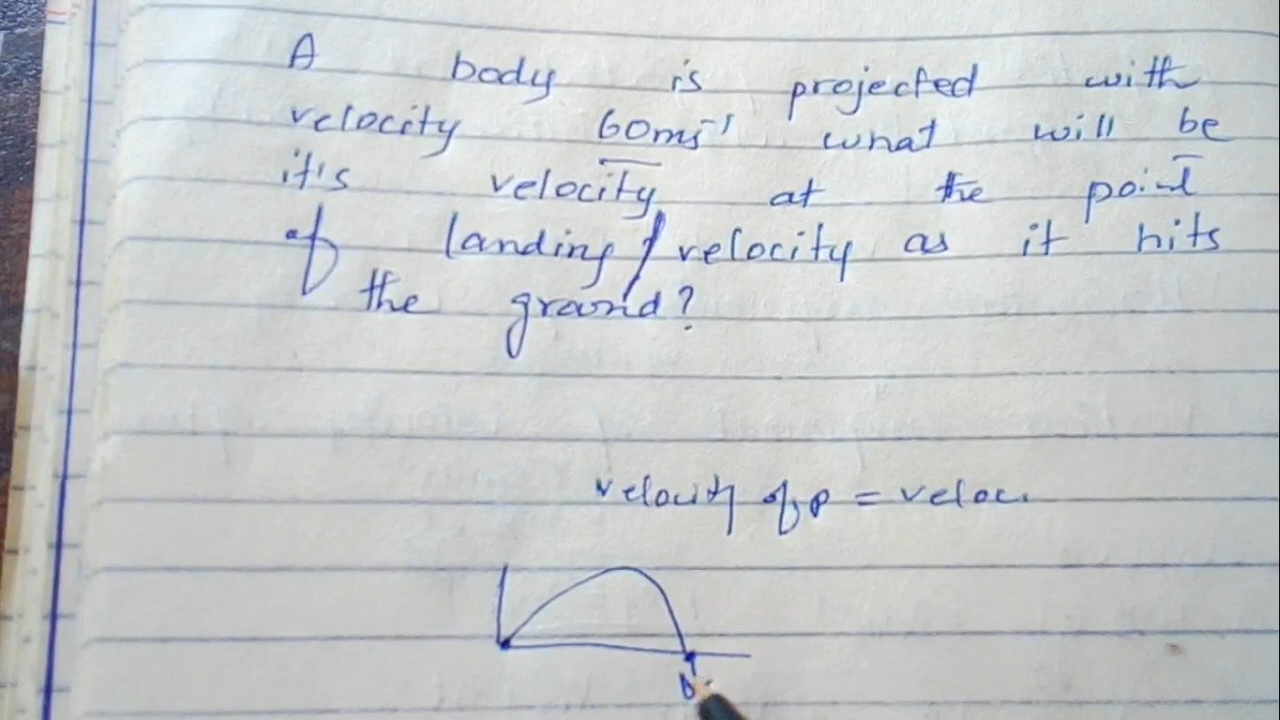 A body is projected with
velocity 60ms⁻¹ what will be
it's velocity at the point
of landing / velocity as it hits
the ground?
velocity of P = veloc.